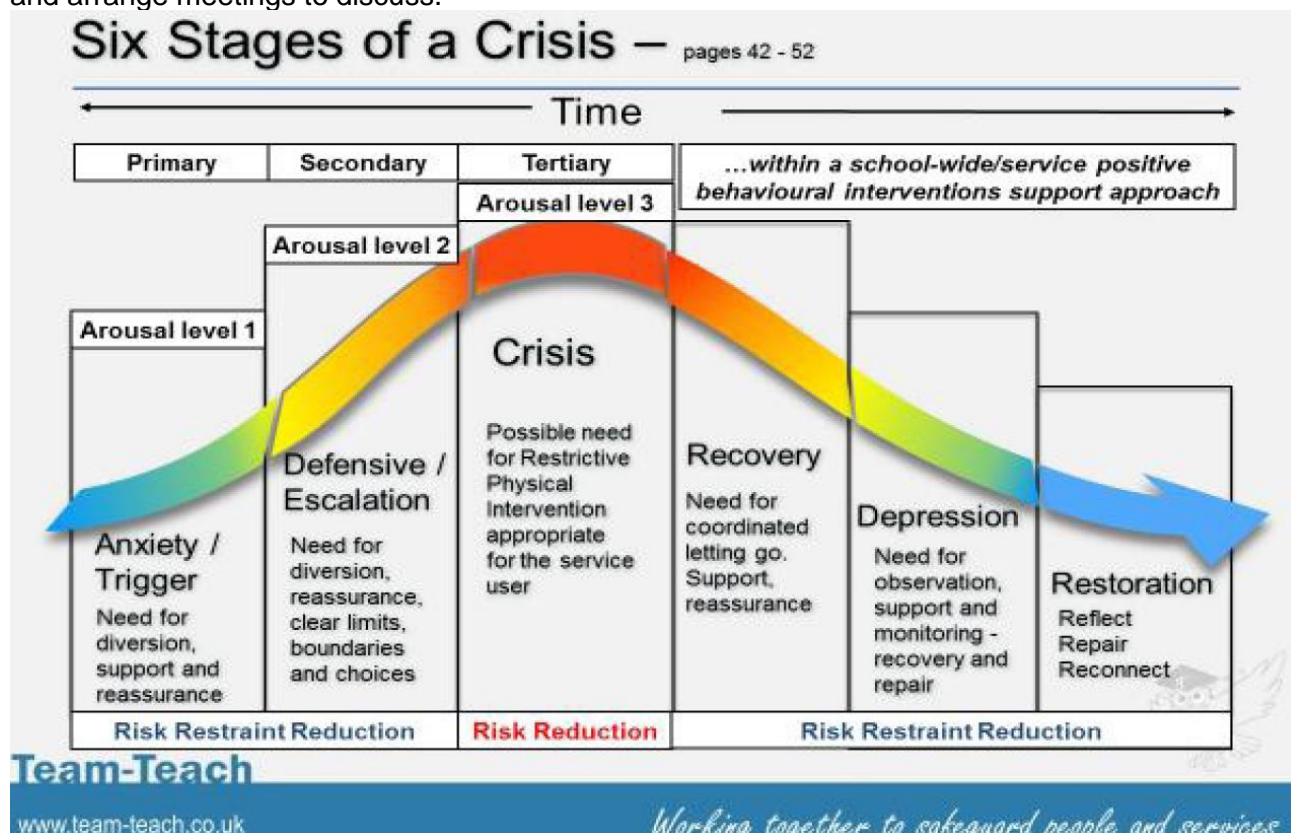 and arrange meetings to discuss.
Six Stages of a Crisis – pages 42 - 52
Time
Primary
Secondary
Tertiary
...within a school-wide/service positive
behavioural interventions support approach
Arousal level 3
Arousal level 2
Arousal level 1
Anxiety /
Trigger
Need for
diversion,
support and
reassurance
Defensive /
Escalation
Need for
diversion,
reassurance,
clear limits,
boundaries
and choices
Crisis
Possible need
for Restrictive
Physical
Intervention
appropriate
for the service
user
Recovery
Need for
coordinated
letting go.
Support,
reassurance
Depression
Need for
observation,
support and
monitoring -
recovery and
repair
Restoration
Reflect
Repair
Reconnect
Risk Restraint Reduction
Risk Reduction
Risk Restraint Reduction
Team-Teach
www.team-teach.co.uk
Working together to safeguard people and services